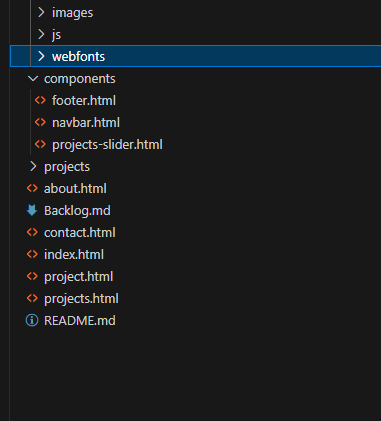 images
js
webfonts
components
footer.html
navbar.html
projects-slider.html
projects
about.html
Backlog.md
contact.html
index.html
project.html
projects.html
README.md